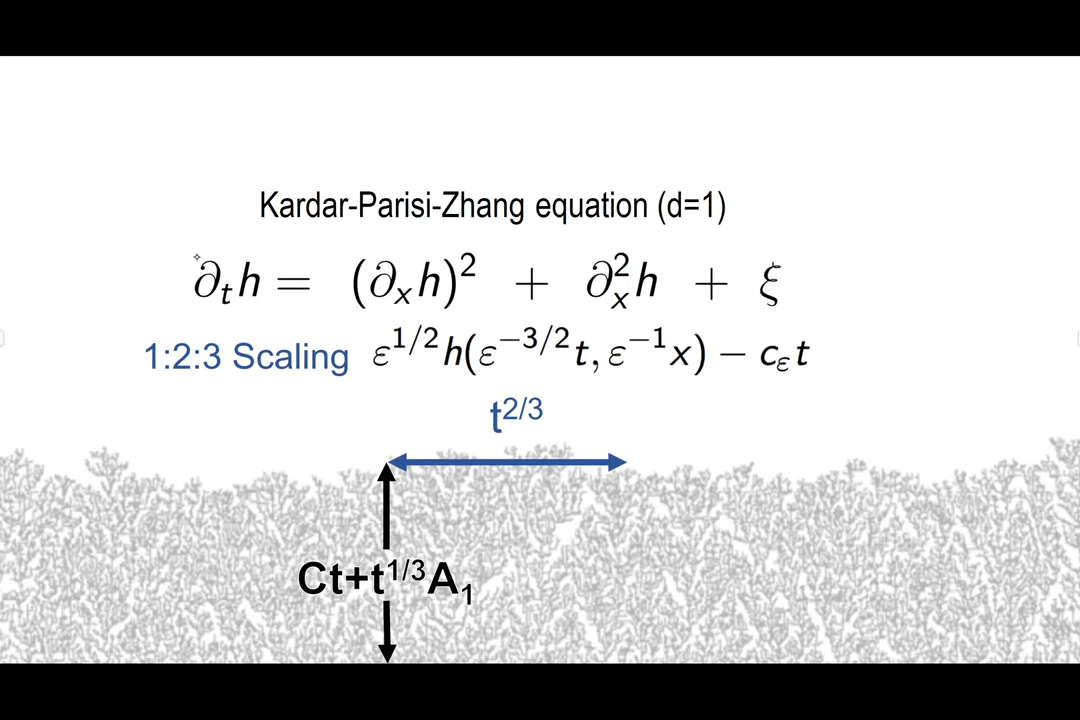 Kardar-Parisi-Zhang equation (d=1)
∂ₜh = (∂ₓh)² + ∂ₓ²h + ξ
1:2:3 Scaling ε^{1/2}h(ε^{−3/2}t, ε^{−1}x) − c_ε t
t^{2/3}
Ct+t^{1/3}A₁